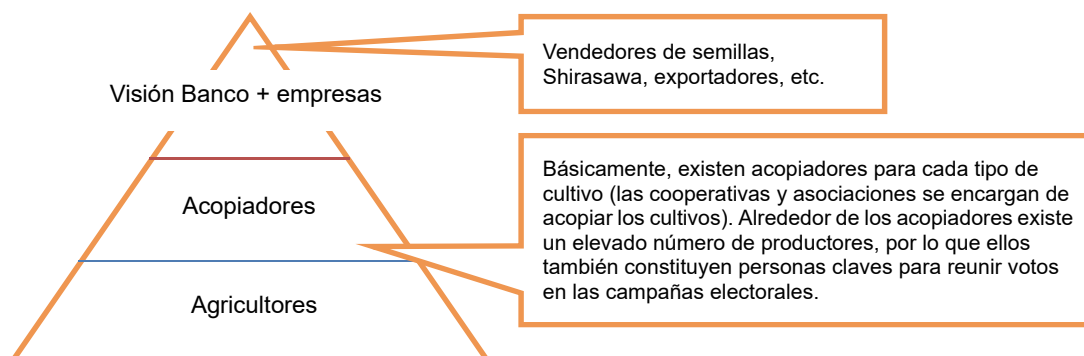 Vendedores de semillas,
Shirasawa, exportadores, etc.
Visión Banco + empresas
Básicamente, existen acopiadores para cada tipo de
cultivo (las cooperativas y asociaciones se encargan de
acopiar los cultivos). Alrededor de los acopiadores existe
un elevado número de productores, por lo que ellos
también constituyen personas claves para reunir votos
en las campañas electorales.
Acopiadores
Agricultores